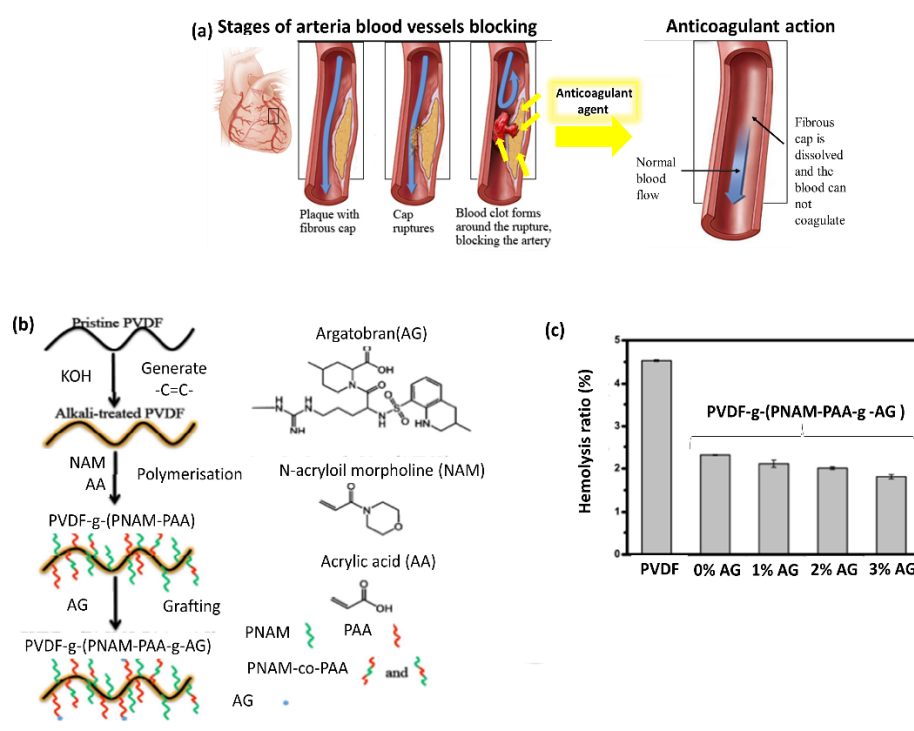 (a) Stages of arteria blood vessels blocking
Plaque with
fibrous cap
Cap
ruptures
Blood clot forms
around the rupture,
blocking the artery
Anticoagulant
agent
Anticoagulant action
Normal
blood
flow
Fibrous
cap is
dissolved
and the
blood can
not
coagulate
(b)
Pristine PVDF
KOH
Generate
-C=C-
Alkali-treated PVDF
NAM
AA
Polymerisation
PVDF-g-(PNAM-PAA)
AG
Grafting
PVDF-g-(PNAM-PAA-g-AG)
Argatobran(AG)
O
OH
N
O
H
N
N
H
NH
N
H
O
S
O
HN
N-acryloil morpholine (NAM)
O
N
O
Acrylic acid (AA)
O
OH
PNAM
PAA
PNAM-co-PAA
and
AG
(c)
Hemolysis ratio (%)
5
4
3
2
1
0
PVDF-g-(PNAM-PAA-g -AG )
PVDF
0% AG
1% AG
2% AG
3% AG